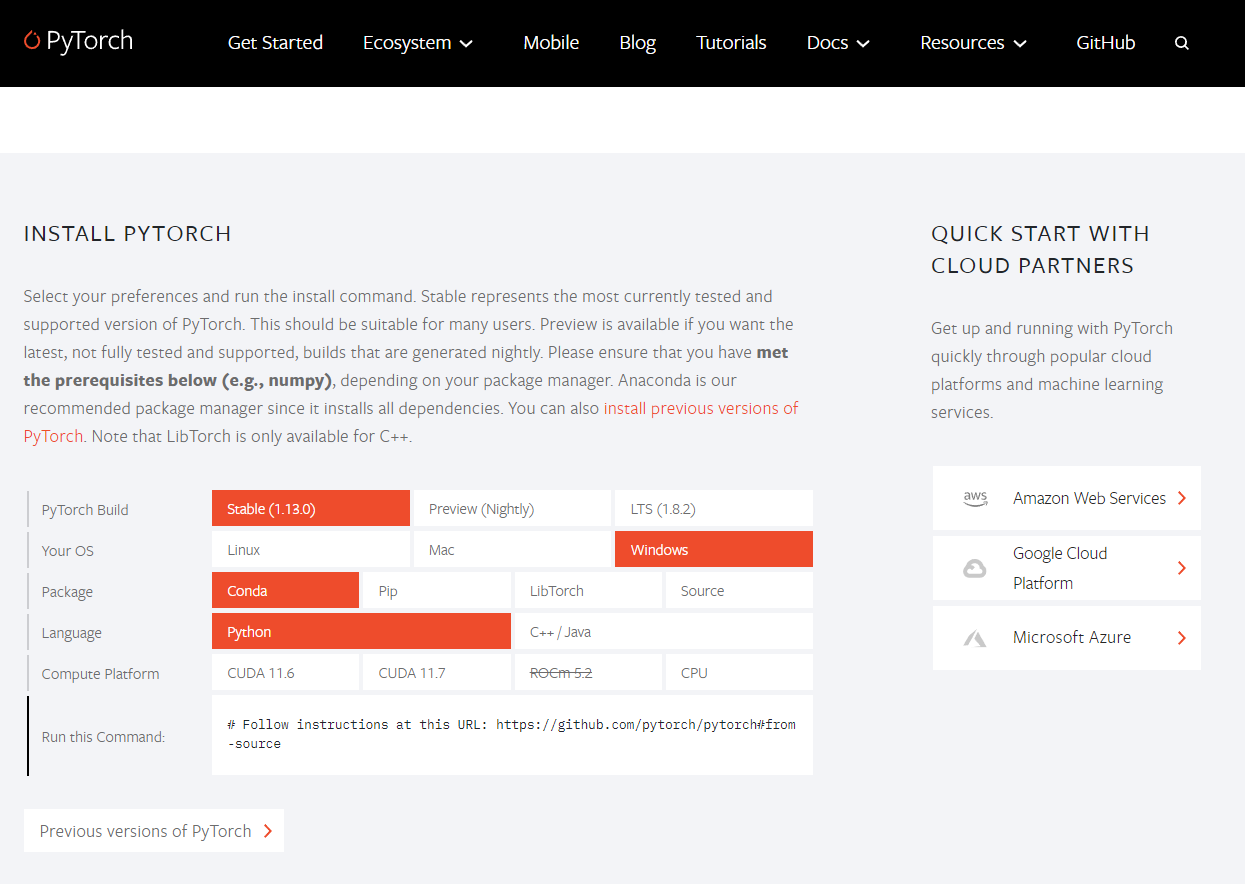 PyTorch
Get Started
Ecosystem
Mobile
Blog
Tutorials
Docs
Resources
GitHub
INSTALL PYTORCH
Select your preferences and run the install command. Stable represents the most currently tested and
supported version of PyTorch. This should be suitable for many users. Preview is available if you want the
latest, not fully tested and supported, builds that are generated nightly. Please ensure that you have met
the prerequisites below (e.g., numpy), depending on your package manager. Anaconda is our
recommended package manager since it installs all dependencies. You can also install previous versions of
PyTorch. Note that LibTorch is only available for C++.
PyTorch Build
Stable (1.13.0)
Preview (Nightly)
LTS (1.8.2)
Your OS
Linux
Mac
Windows
Package
Conda
Pip
LibTorch
Source
Language
Python
C++ / Java
Compute Platform
CUDA 11.6
CUDA 11.7
ROCm 5.2
CPU
Run this Command:
# Follow instructions at this URL: https://github.com/pytorch/pytorch#from
-source
Previous versions of PyTorch
QUICK START WITH
CLOUD PARTNERS
Get up and running with PyTorch
quickly through popular cloud
platforms and machine learning
services.
aws
Amazon Web Services
Google Cloud
Platform
Microsoft Azure